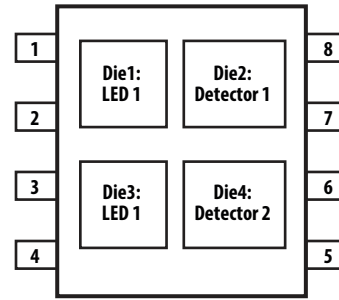 1
Die1:
LED 1
Die2:
Detector 1
8
2
7
3
Die3:
LED 1
Die4:
Detector 2
6
4
5